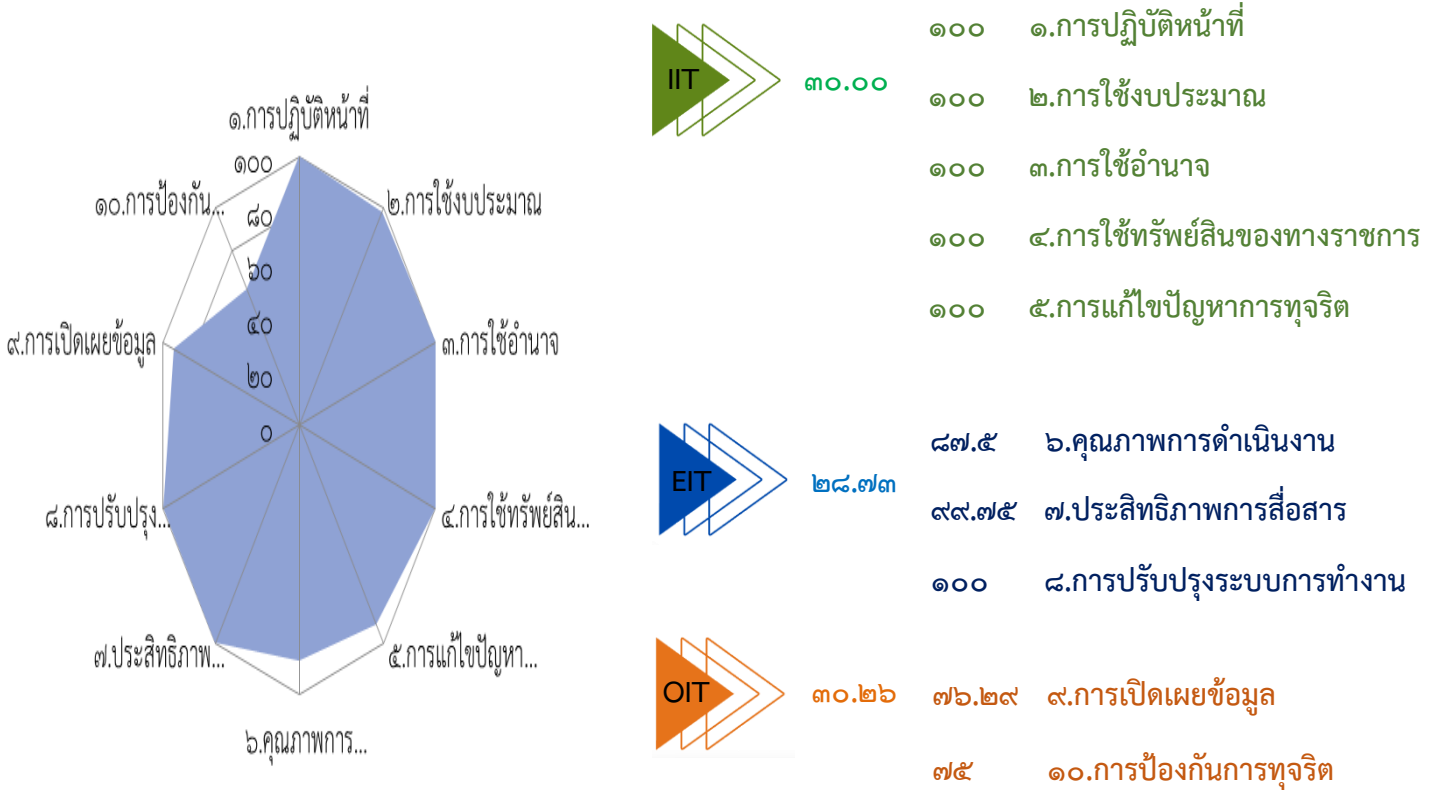 ๑.การปฏิบัติหน้าที่
๑๐๐
๑๐.การป้องกัน...
๘๐
๒.การใช้งบประมาณ
๖๐
๔๐
๙.การเปิดเผยข้อมูล
๓.การใช้อำนาจ
๒๐
๐
๘.การปรับปรุง...
๔.การใช้ทรัพย์สิน...
๗.ประสิทธิภาพ...
๕.การแก้ไขปัญหา...
๖.คุณภาพการ...
IIT
๓๐.๐๐
๑๐๐ ๑.การปฏิบัติหน้าที่
๑๐๐ ๒.การใช้งบประมาณ
๑๐๐ ๓.การใช้อำนาจ
๑๐๐ ๔.การใช้ทรัพย์สินของทางราชการ
๑๐๐ ๕.การแก้ไขปัญหาการทุจริต
EIT
๒๘.๗๓
๘๗.๕ ๖.คุณภาพการดำเนินงาน
๙๙.๗๕ ๗.ประสิทธิภาพการสื่อสาร
๑๐๐ ๘.การปรับปรุงระบบการทำงาน
OIT
๓๐.๒๖
๗๖.๒๙ ๙.การเปิดเผยข้อมูล
๗๕ ๑๐.การป้องกันการทุจริต